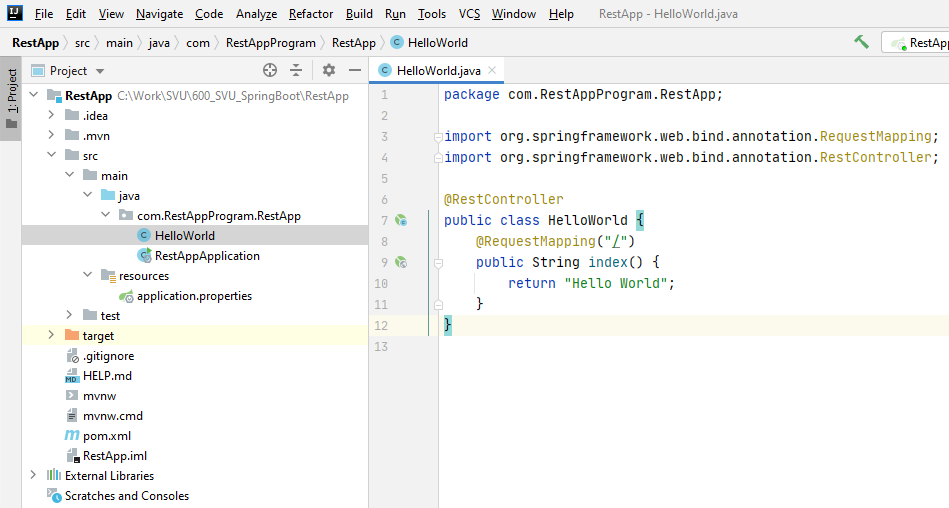 IJ File Edit View Navigate Code Analyze Refactor Build Run Tools VCS Window Help RestApp - HelloWorld.java
RestApp src main java com RestAppProgram RestApp HelloWorld RestApp
1: Project
Project
RestApp C:\Work\SVU\600_SVU_SpringBoot\RestApp
.idea
.mvn
src
main
java
com.RestAppProgram.RestApp
HelloWorld
RestAppApplication
resources
application.properties
test
target
.gitignore
HELP.md
mvnw
mvnw.cmd
pom.xml
RestApp.iml
External Libraries
Scratches and Consoles
HelloWorld.java
1 package com.RestAppProgram.RestApp;
2
3 import org.springframework.web.bind.annotation.RequestMapping;
4 import org.springframework.web.bind.annotation.RestController;
5
6 @RestController
7 public class HelloWorld {
8 @RequestMapping("/")
9 public String index() {
10 return "Hello World";
11 }
12 }
13